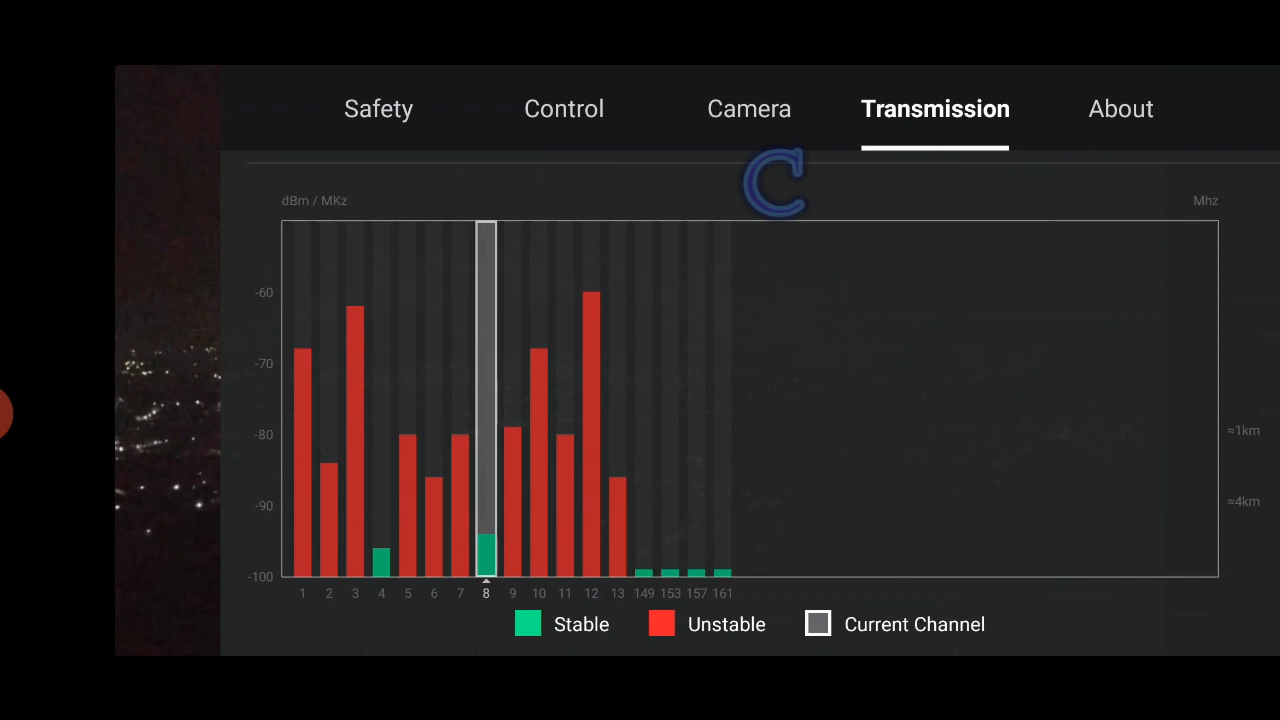 Safety Control Camera Transmission About
C
dBm / MKz Mhz
-60
-70
-80
≈1km
-90
≈4km
-100
1 2 3 4 5 6 7 8 9 10 11 12 13 149 153 157 161
Stable Unstable Current Channel